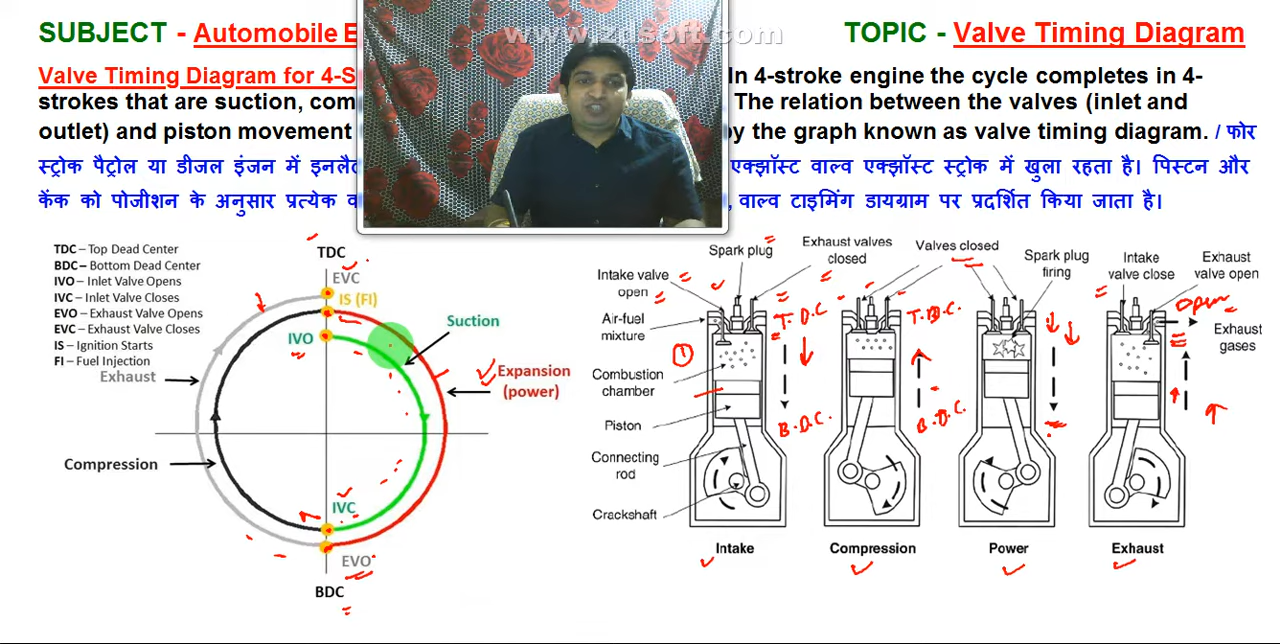 SUBJECT - Automobile E
TOPIC - Valve Timing Diagram
www.iznsoft.com
Valve Timing Diagram for 4-S
In 4-stroke engine the cycle completes in 4-
strokes that are suction, com
The relation between the valves (inlet and
outlet) and piston movement
by the graph known as valve timing diagram. / फोर
स्ट्रोक पैट्रोल या डीजल इंजन में इनलै
एक्झॉस्ट वाल्व एक्झॉस्ट स्ट्रोक में खुला रहता है। पिस्टन और
केंक को पोजीशन के अनुसार प्रत्येक व
, वाल्व टाइमिंग डायग्राम पर प्रदर्शित किया जाता है।
TDC – Top Dead Center
BDC – Bottom Dead Center
IVO – Inlet Valve Opens
IVC – Inlet Valve Closes
EVO – Exhaust Valve Opens
EVC – Exhaust Valve Closes
IS – Ignition Starts
FI – Fuel Injection
TDC
EVC
IS (FI)
IVO
Suction
Expansion
(power)
Exhaust
Compression
IVC
EVO
BDC
Spark plug
Exhaust valves
closed
Valves closed
Spark plug
firing
Intake
valve close
Exhaust
valve open
Intake valve
open
Air-fuel
mixture
Combustion
chamber
Piston
Connecting
rod
Crackshaft
Exhaust
gases
1
T.D.C
B.D.C.
T.D.C.
B.D.C.
open
Intake
Compression
Power
Exhaust